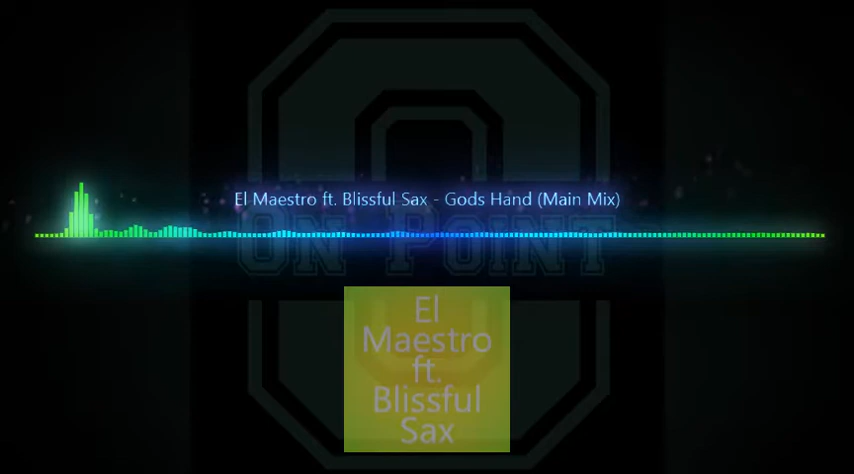 El Maestro ft. Blissful Sax - Gods Hand (Main Mix)
On Point
El
Maestro
ft.
Blissful
Sax